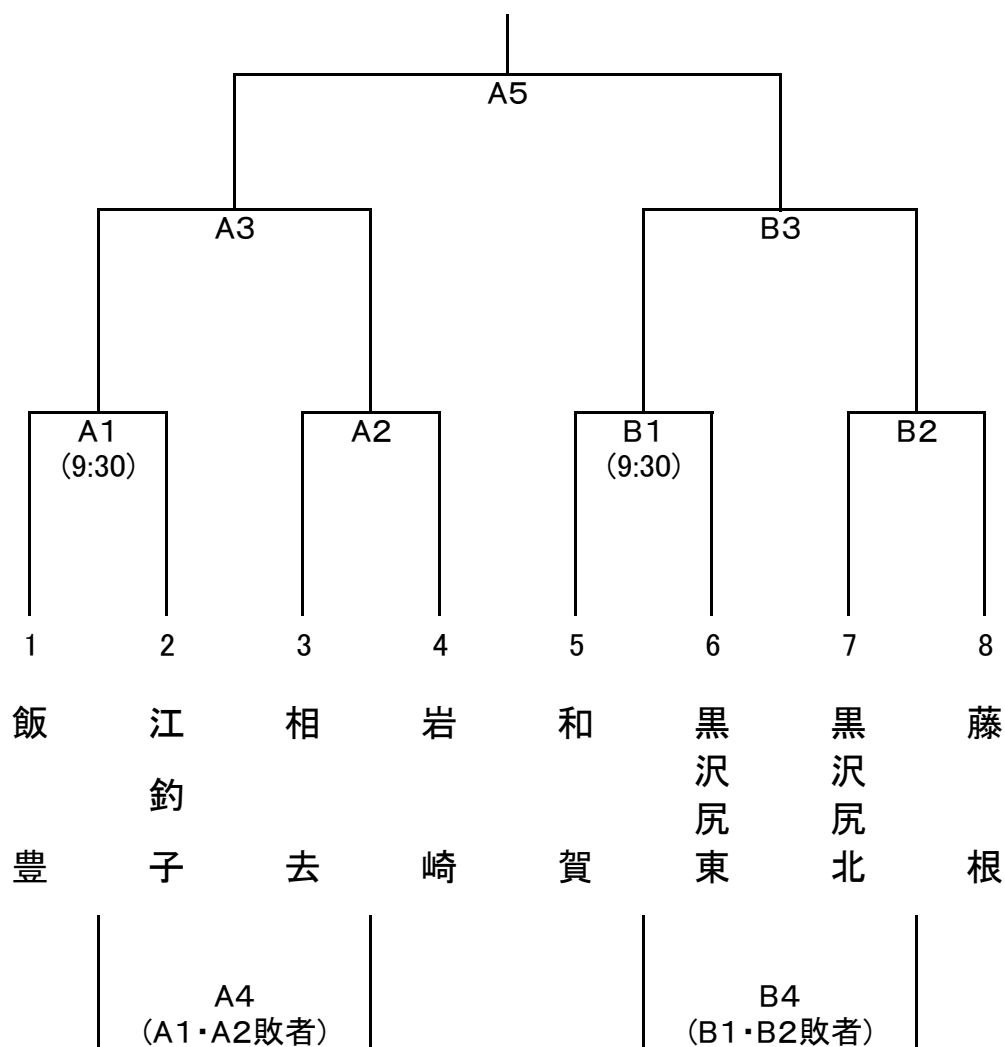 A5
A3
B3
A1
(9:30)
A2
B1
(9:30)
B2
1
2
3
4
5
6
7
8
飯豊
江釣子
相去
岩崎
和賀
黒沢尻東
黒沢尻北
藤根
A4
(A1・A2敗者)
B4
(B1・B2敗者)